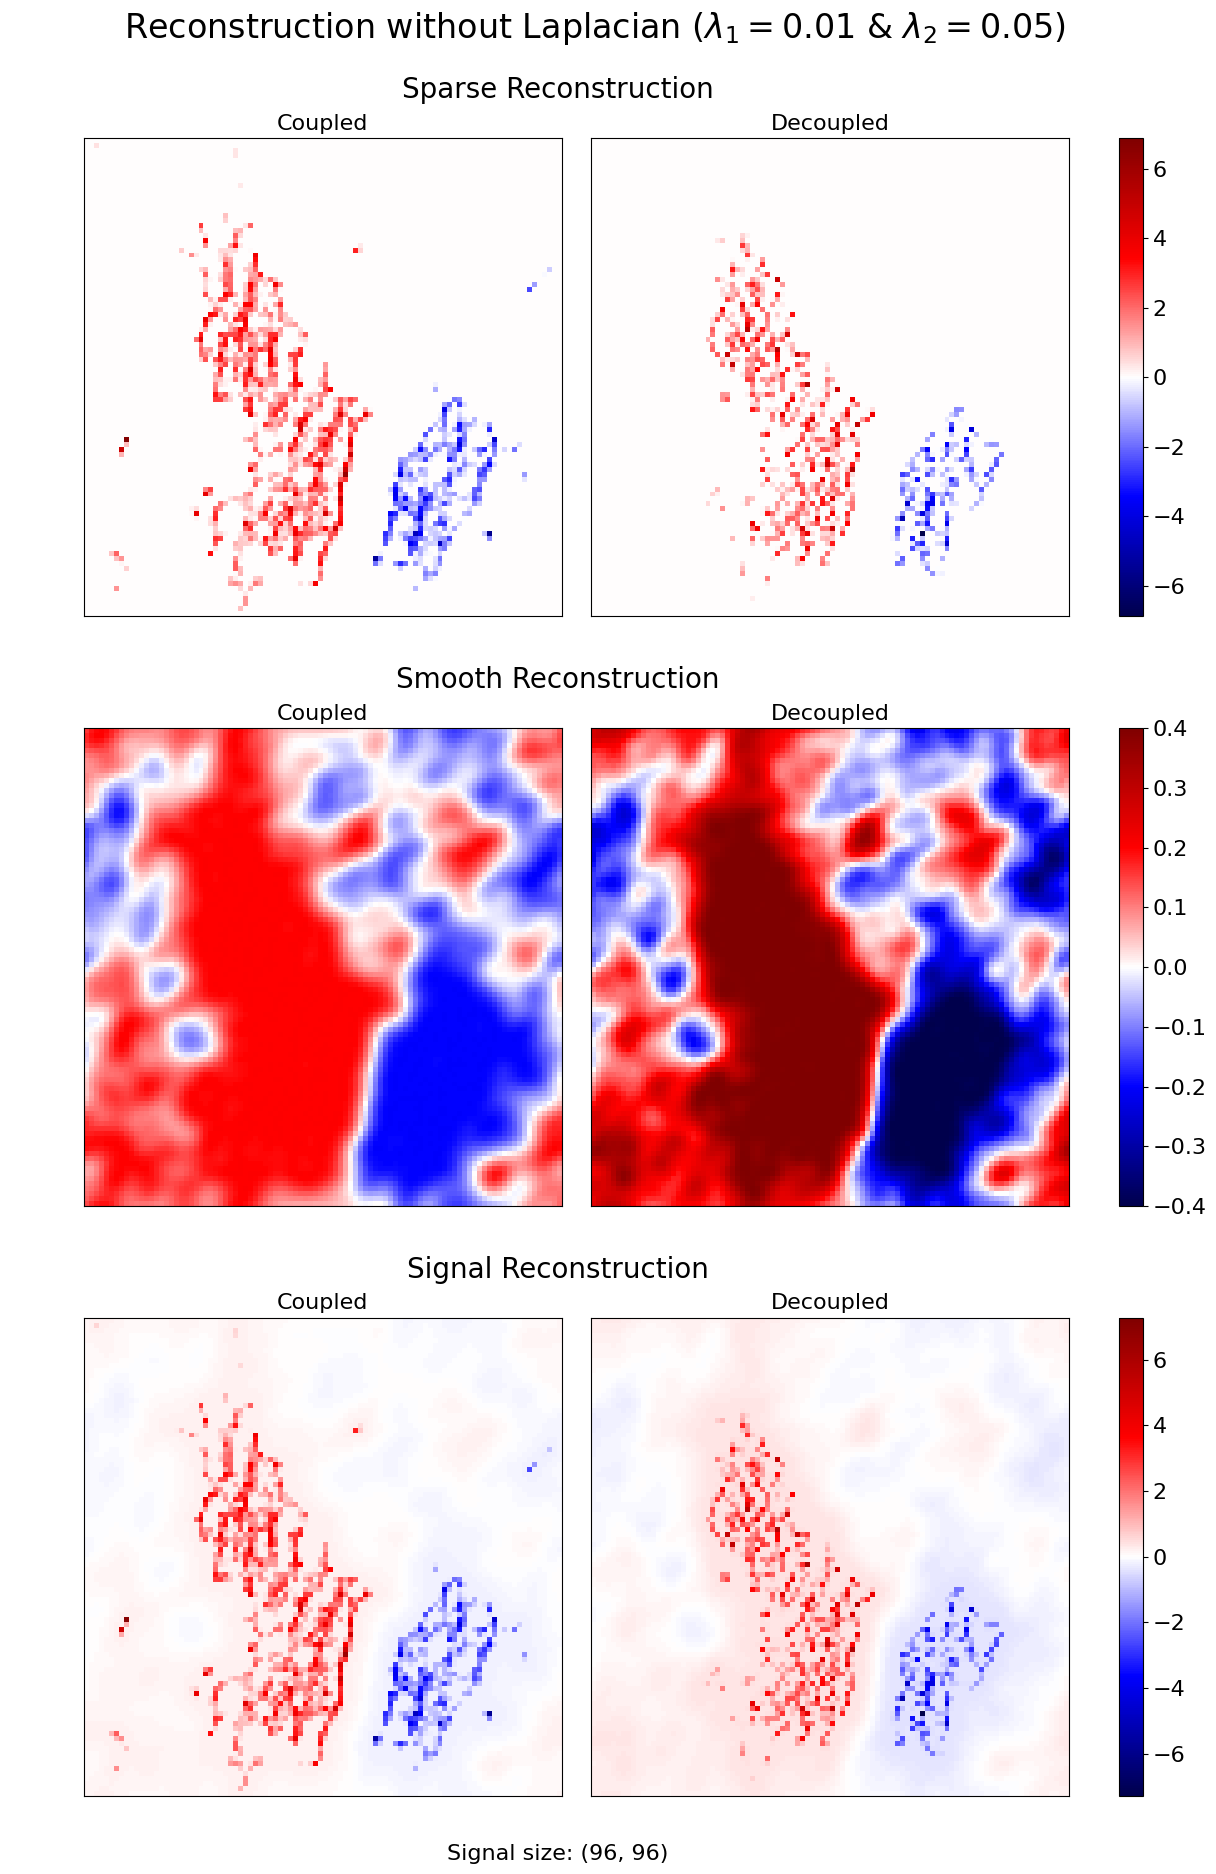 Reconstruction without Laplacian (λ₁ = 0.01 & λ₂ = 0.05)
Sparse Reconstruction
Coupled
Decoupled
6
4
2
0
−2
−4
−6
Smooth Reconstruction
Coupled
Decoupled
0.4
0.3
0.2
0.1
0.0
−0.1
−0.2
−0.3
−0.4
Signal Reconstruction
Coupled
Decoupled
6
4
2
0
−2
−4
−6
Signal size: (96, 96)